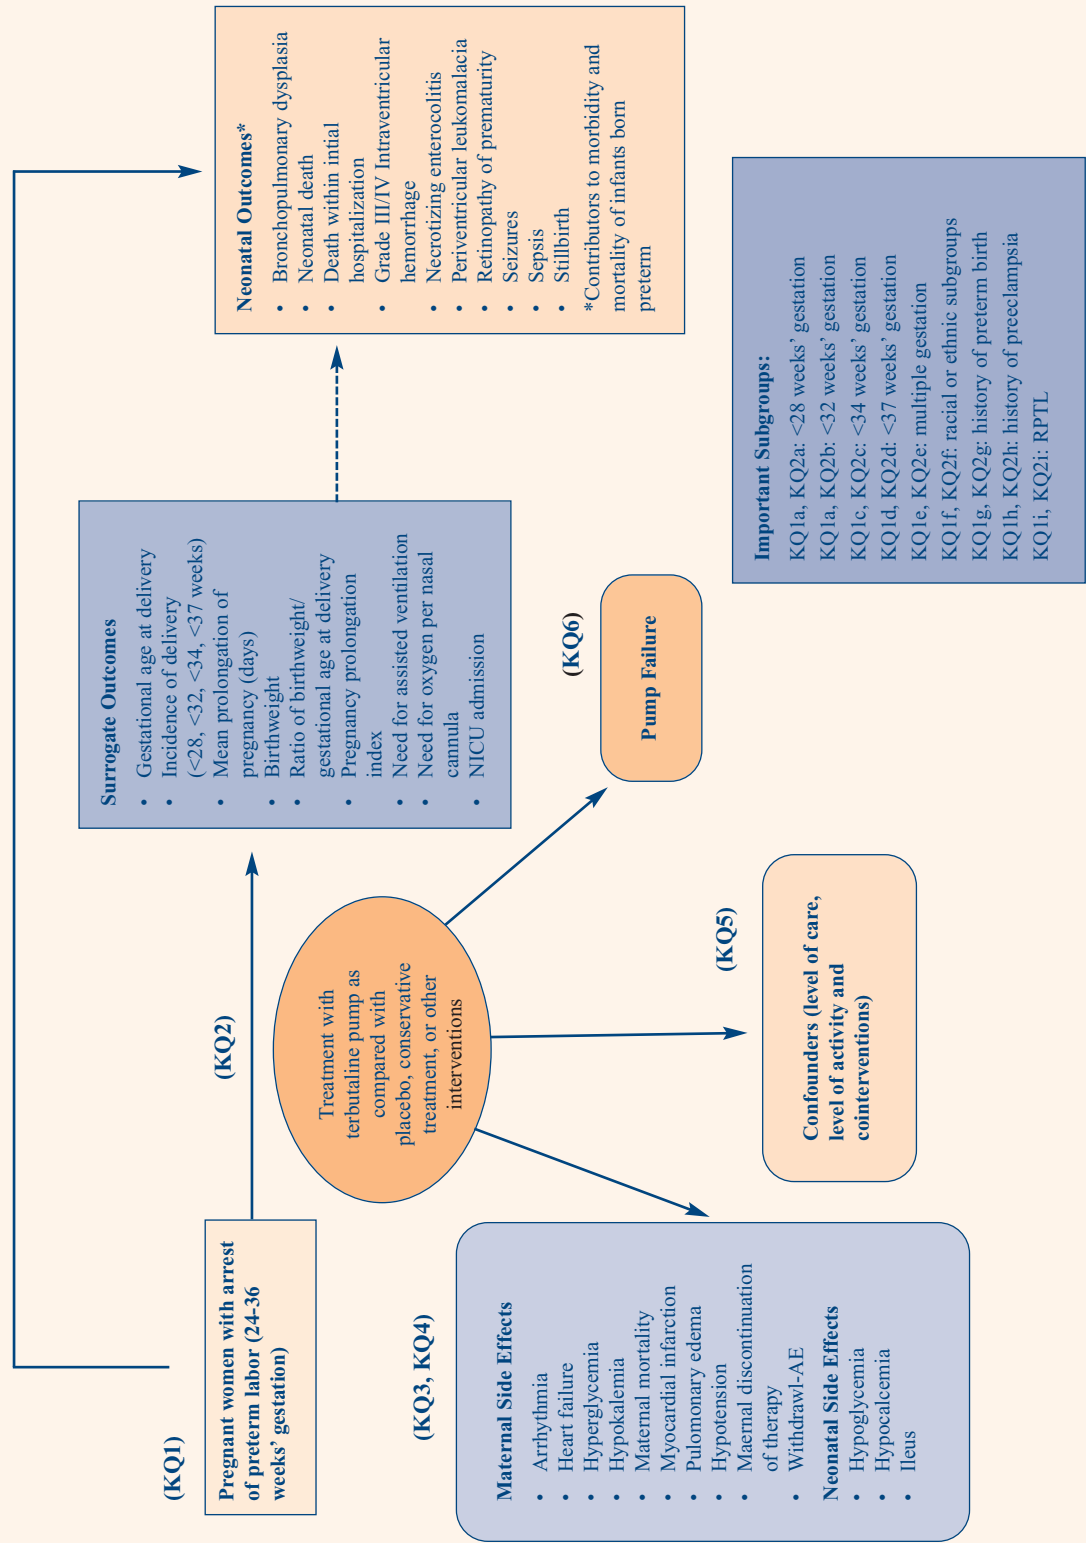 (KQ1)
Pregnant women with arrest
of preterm labor (24-36
weeks’ gestation)
(KQ2)
Treatment with
terbutaline pump as
compared with
placebo, conservative
treatment, or other
interventions
Surrogate Outcomes
• Gestational age at delivery
• Incidence of delivery
(<28, <32, <34, <37 weeks)
• Mean prolongation of
pregnancy (days)
• Birthweight
• Ratio of birthweight/
gestational age at delivery
• Pregnancy prolongation
index
• Need for assisted ventilation
• Need for oxygen per nasal
cannula
• NICU admission
Neonatal Outcomes*
• Bronchopulmonary dysplasia
• Neonatal death
• Death within intial
hospitalization
• Grade III/IV Intraventricular
hemorrhage
• Necrotizing enterocolitis
• Periventricular leukomalacia
• Retinopathy of prematurity
• Seizures
• Sepsis
• Stillbirth
*Contributors to morbidity and
mortality of infants born
preterm
(KQ3, KQ4)
Maternal Side Effects
• Arrhythmia
• Heart failure
• Hyperglycemia
• Hypokalemia
• Maternal mortality
• Myocardial infarction
• Pulomonary edema
• Hypotension
• Maernal discontinuation
of therapy
• Withdrawl-AE
Neonatal Side Effects
• Hypoglycemia
• Hypocalcemia
• Ileus
(KQ5)
Confounders (level of care,
level of activity and
cointerventions)
(KQ6)
Pump Failure
Important Subgroups:
KQ1a, KQ2a: <28 weeks’ gestation
KQ1a, KQ2b: <32 weeks’ gestation
KQ1c, KQ2c: <34 weeks’ gestation
KQ1d, KQ2d: <37 weeks’ gestation
KQ1e, KQ2e: multiple gestation
KQ1f, KQ2f: racial or ethnic subgroups
KQ1g, KQ2g: history of preterm birth
KQ1h, KQ2h: history of preeclampsia
KQ1i, KQ2i: RPTL